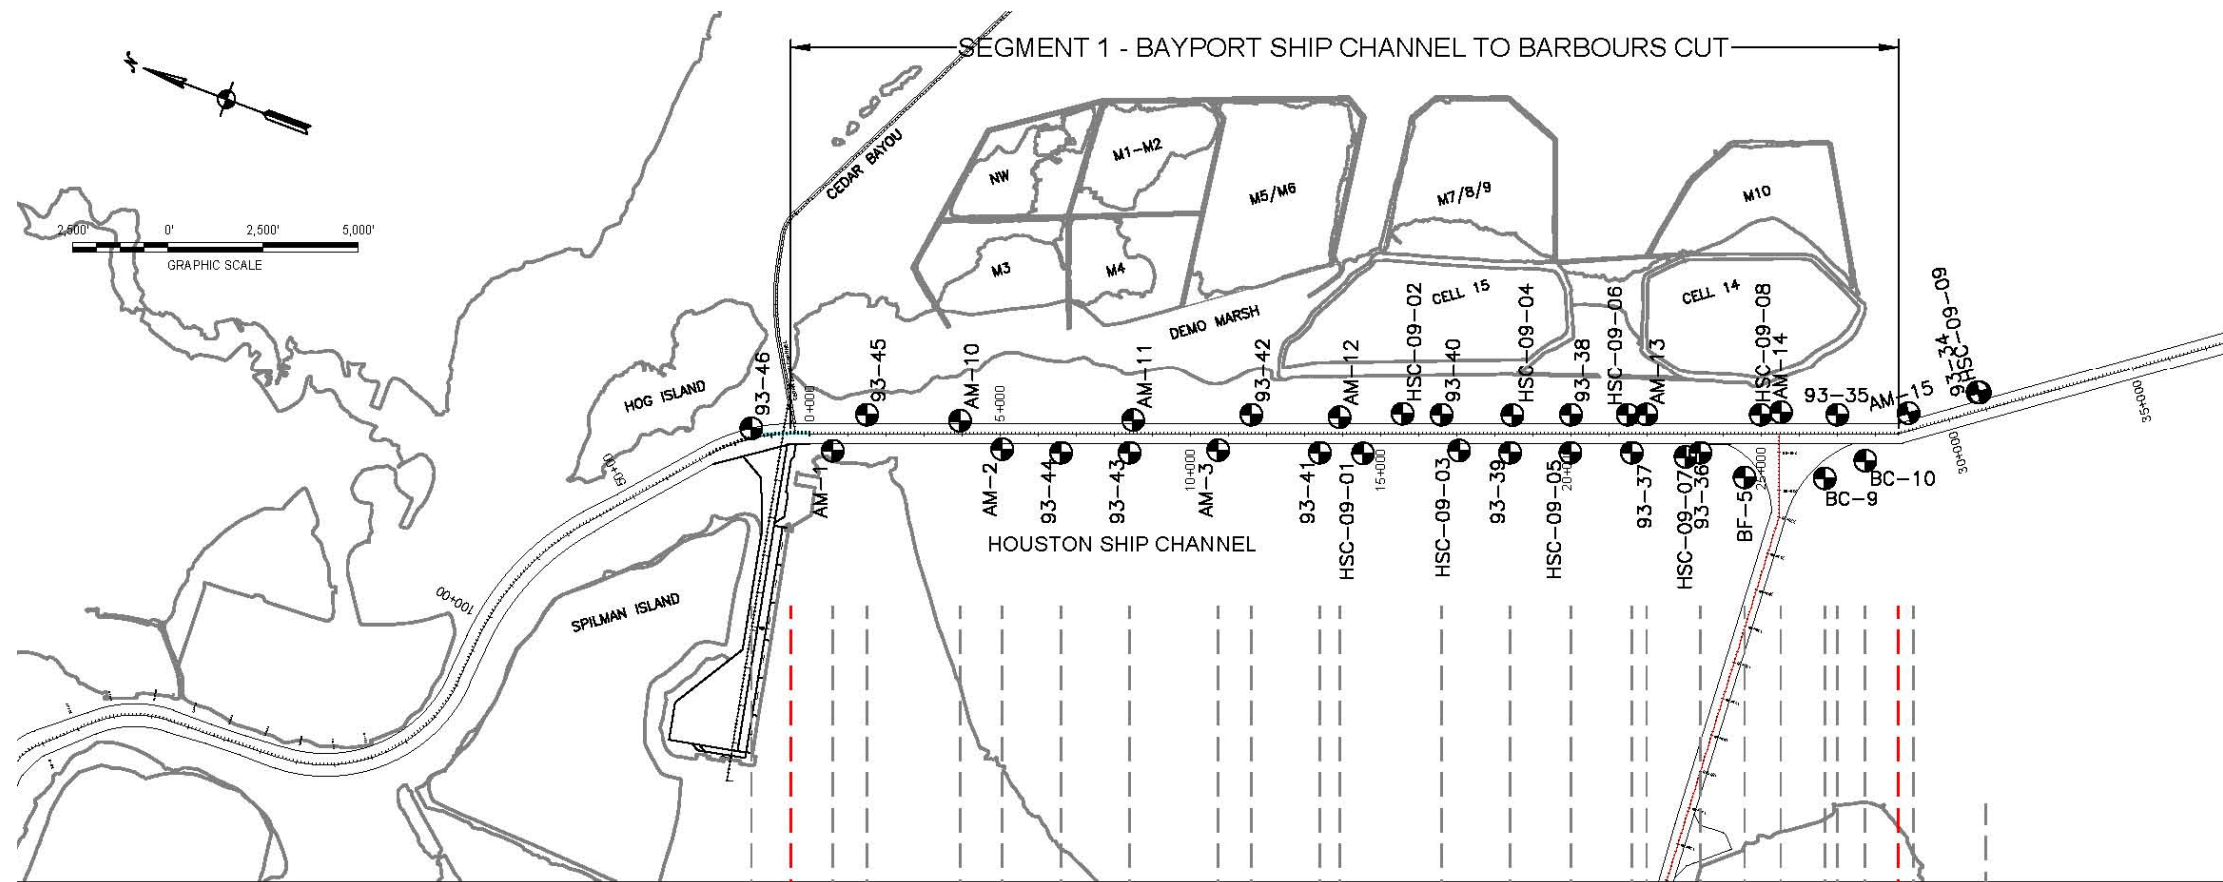 SEGMENT 1 - BAYPORT SHIP CHANNEL TO BARBOURS CUT
N
2,500' 0' 2,500' 5,000'
GRAPHIC SCALE
CEDAR BAYOU
NW
M1-M2
M5/M6
M7/8/9
M10
M3
M4
CELL 15
CELL 14
DEMO MARSH
HOG ISLAND
93-46
93-45
AM-10
AM-11
93-42
AM-12
HSC-09-02
93-40
HSC-09-04
93-38
HSC-09-06
AM-13
HSC-09-08
AM-14
93-35
AM-15
93-34
HSC-09-09
0+000
5+000
10+000
15+000
20+000
25+000
30+000
35+000
50+00
100+00
AM-1
AM-2
93-44
93-43
AM-3
93-41
HSC-09-01
HSC-09-03
93-39
HSC-09-05
93-37
HSC-09-07
93-36
BF-5
BC-9
BC-10
HOUSTON SHIP CHANNEL
SPILMAN ISLAND